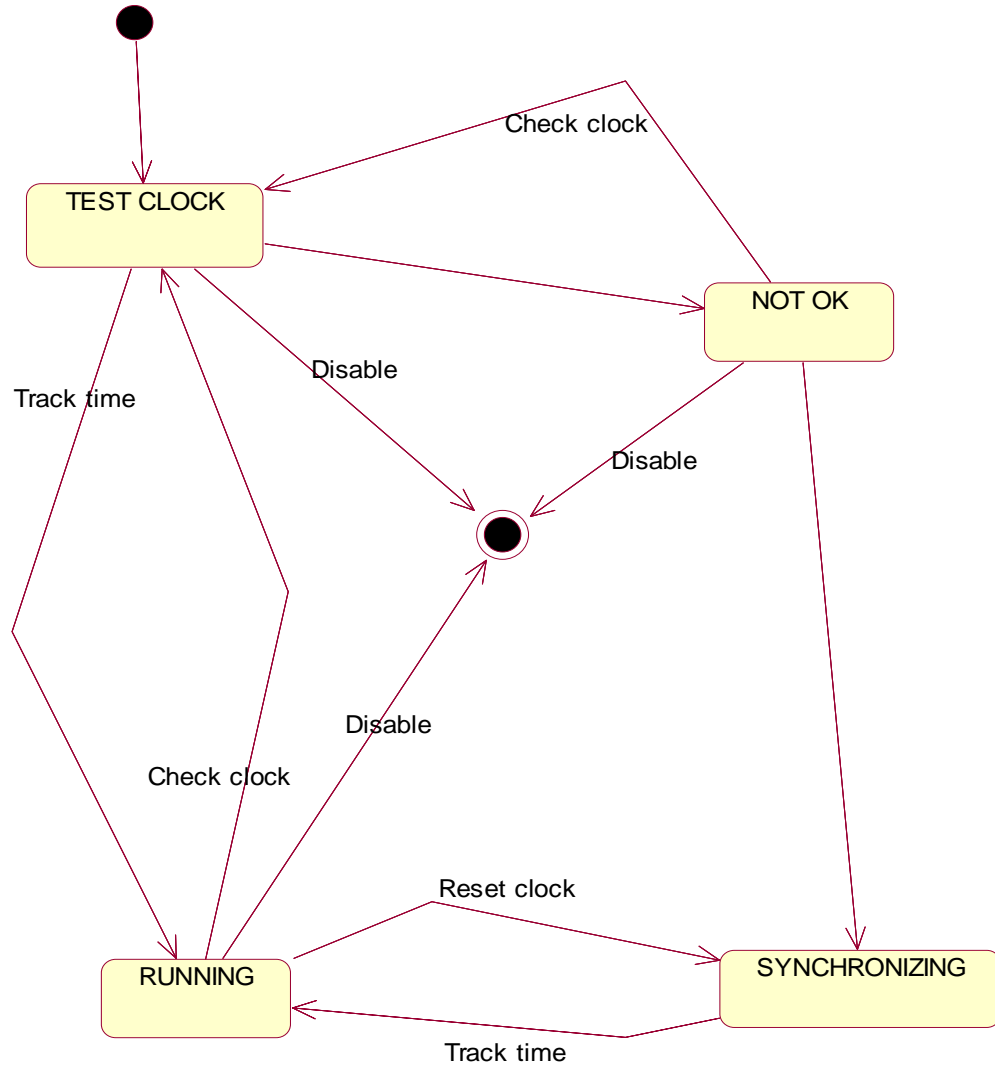 Check clock
TEST CLOCK
NOT OK
Disable
Track time
Disable
Disable
Check clock
Reset clock
RUNNING
SYNCHRONIZING
Track time